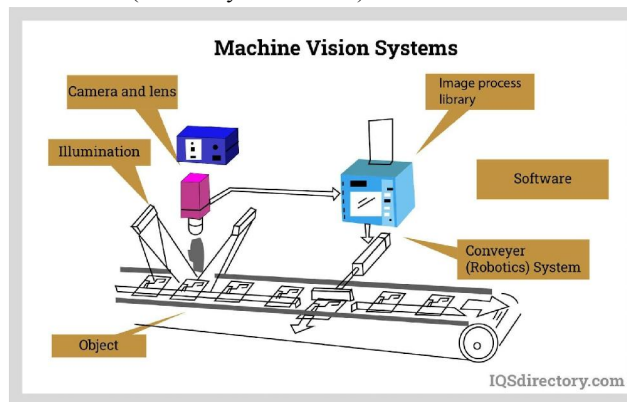 Machine Vision Systems
Camera and lens
Image process
library
Illumination
Software
Conveyer
(Robotics) System
Object
IQSdirectory.com